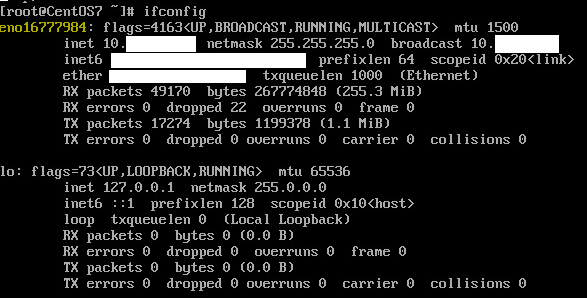 [root@CentOS7 ~]# ifconfig
eno16777984: flags=4163<UP,BROADCAST,RUNNING,MULTICAST>  mtu 1500
inet 10. netmask 255.255.255.0  broadcast 10.
inet6 prefixlen 64  scopeid 0x20<link>
ether txqueuelen 1000  (Ethernet)
RX packets 49170  bytes 267774848 (255.3 MiB)
RX errors 0  dropped 22  overruns 0  frame 0
TX packets 17274  bytes 1199378 (1.1 MiB)
TX errors 0  dropped 0 overruns 0  carrier 0  collisions 0
lo: flags=73<UP,LOOPBACK,RUNNING>  mtu 65536
inet 127.0.0.1  netmask 255.0.0.0
inet6 ::1  prefixlen 128  scopeid 0x10<host>
loop  txqueuelen 0  (Local Loopback)
RX packets 0  bytes 0 (0.0 B)
RX errors 0  dropped 0  overruns 0  frame 0
TX packets 0  bytes 0 (0.0 B)
TX errors 0  dropped 0 overruns 0  carrier 0  collisions 0